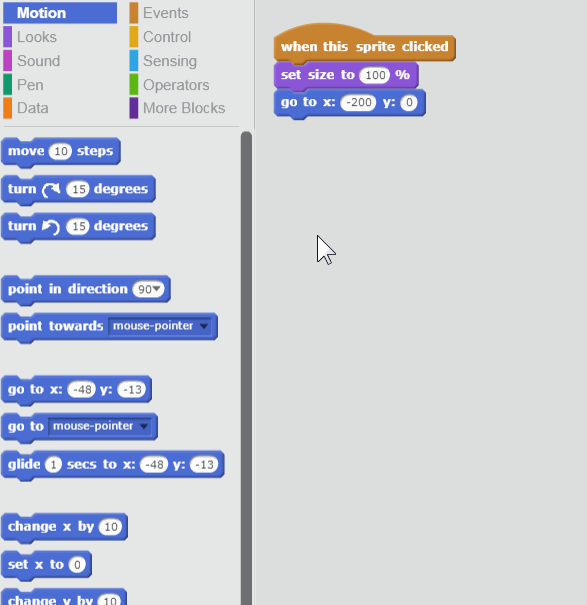 Motion
Looks
Sound
Pen
Data
Events
Control
Sensing
Operators
More Blocks
move 10 steps
turn 15 degrees
turn 15 degrees
point in direction 90
point towards mouse-pointer
go to x: -48 y: -13
go to mouse-pointer
glide 1 secs to x: -48 y: -13
change x by 10
set x to 0
change y by 10
when this sprite clicked
set size to 100 %
go to x: -200 y: 0